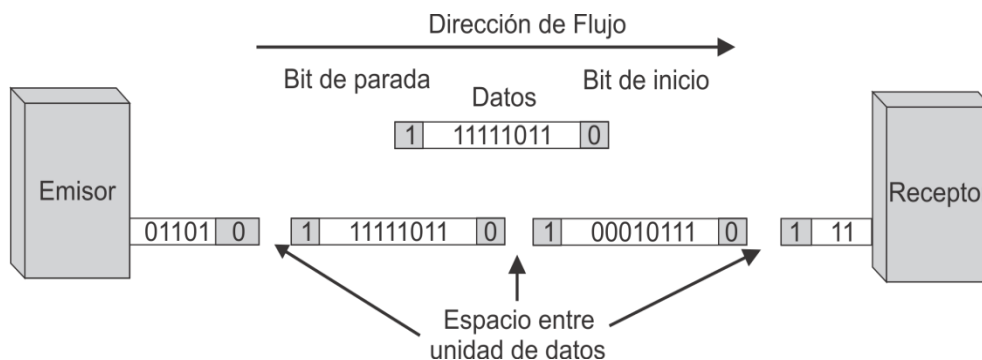 Dirección de Flujo
Bit de parada
Bit de inicio
Datos
1 11111011 0
Emisor
Recepto
01101 0
1 11111011 0
1 00010111 0
1 11
Espacio entre
unidad de datos